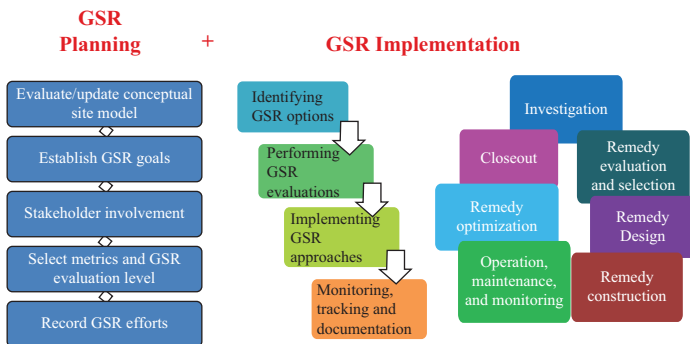 GSR
Planning
+
GSR Implementation
Evaluate/update conceptual
site model
Establish GSR goals
Stakeholder involvement
Select metrics and GSR
evaluation level
Record GSR efforts
Identifying
GSR options
Performing
GSR
evaluations
Implementing
GSR
approaches
Monitoring,
tracking and
documentation
Investigation
Closeout
Remedy
evaluation
and selection
Remedy
optimization
Remedy
Design
Operation,
maintenance,
and monitoring
Remedy
construction